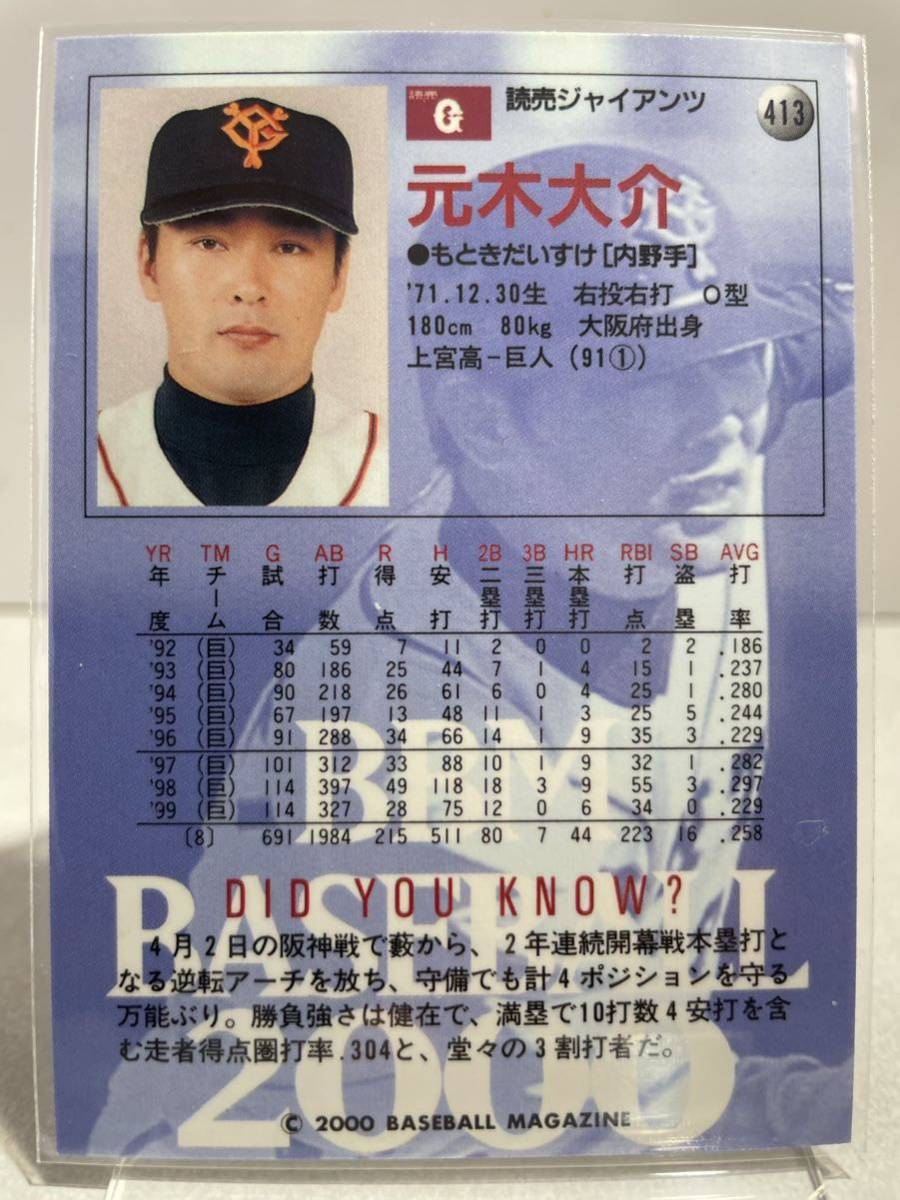 読売ジャイアンツ
413
元木大介
●もときだいすけ[内野手]
'71.12.30生 右投右打 O型
180cm 80kg 大阪府出身
上宮高－巨人（91①）
YR TM G AB R H 2B 3B HR RBI SB AVG
年度 チーム 試合 打数 得点 安打 二塁打 三塁打 本塁打 打点 盗塁 打率
'92 (巨) 34 59 7 11 2 0 0 2 2 .186
'93 (巨) 80 186 25 44 7 1 4 15 1 .237
'94 (巨) 90 218 26 61 6 0 4 25 1 .280
'95 (巨) 67 197 13 48 11 1 3 25 5 .244
'96 (巨) 91 288 34 66 14 1 9 35 3 .229
'97 (巨) 101 312 33 88 10 1 9 32 1 .282
'98 (巨) 114 397 49 118 18 3 9 55 3 .297
'99 (巨) 114 327 28 75 12 0 6 34 0 .229
〔8〕 691 1984 215 511 80 7 44 223 16 .258
BBM
BASEBALL
2000
DID YOU KNOW?
4月2日の阪神戦で藪から、2年連続開幕戦本塁打と
なる逆転アーチを放ち、守備でも計4ポジションを守る
万能ぶり。勝負強さは健在で、満塁で10打数4安打を含
む走者得点圏打率.304と、堂々の3割打者だ。
© 2000 BASEBALL MAGAZINE